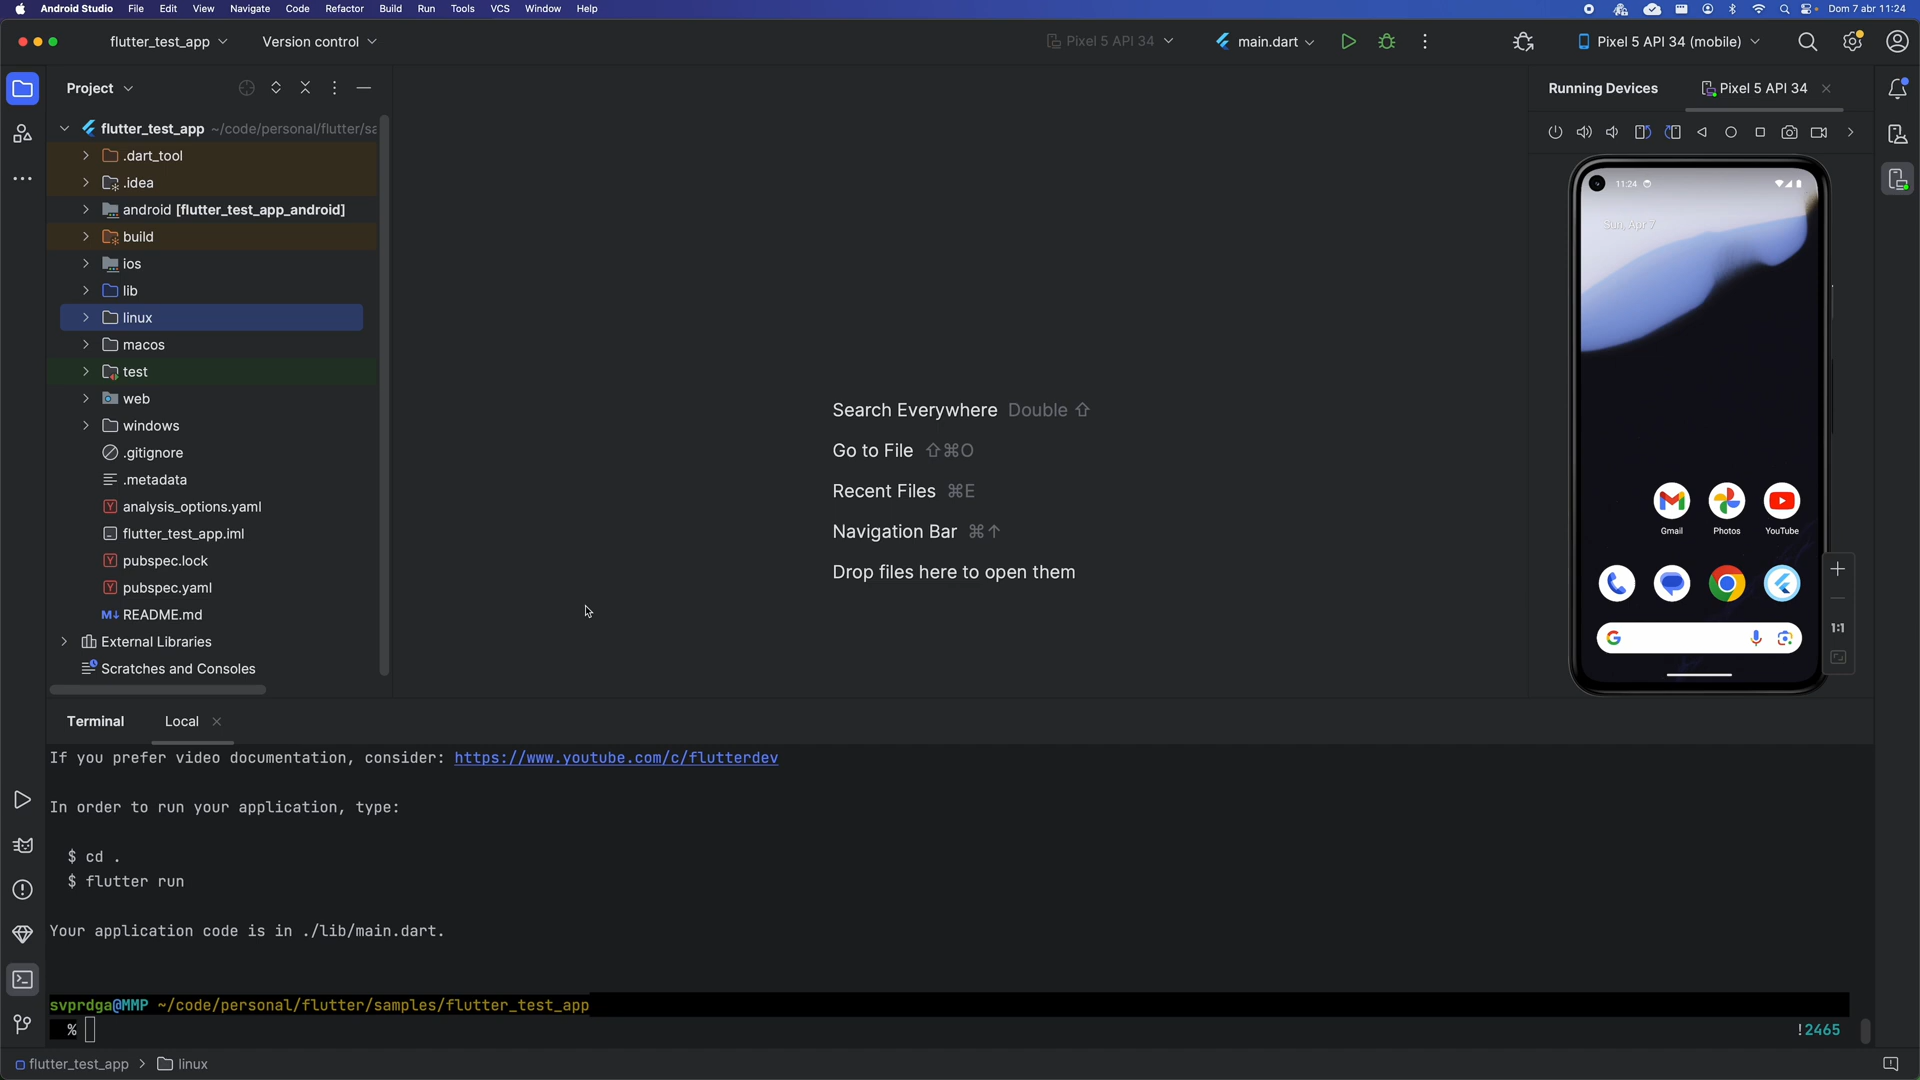 Android Studio File Edit View Navigate Code Refactor Build Run Tools VCS Window Help Dom 7 abr 11:24
flutter_test_app Version control Pixel 5 API 34 main.dart Pixel 5 API 34 (mobile)
Project
flutter_test_app ~/code/personal/flutter/sa
.dart_tool
.idea
android [flutter_test_app_android]
build
ios
lib
linux
macos
test
web
windows
.gitignore
.metadata
analysis_options.yaml
flutter_test_app.iml
pubspec.lock
pubspec.yaml
M↓ README.md
External Libraries
Scratches and Consoles
Search Everywhere Double ⇧
Go to File ⇧⌘O
Recent Files ⌘E
Navigation Bar ⌘↑
Drop files here to open them
Running Devices Pixel 5 API 34
11:24
Sun, Apr 7
Gmail Photos YouTube
1:1
Terminal Local
If you prefer video documentation, consider: https://www.youtube.com/c/flutterdev
In order to run your application, type:
$ cd .
$ flutter run
Your application code is in ./lib/main.dart.
svprdga@MMP ~/code/personal/flutter/samples/flutter_test_app
% !2465
flutter_test_app > linux